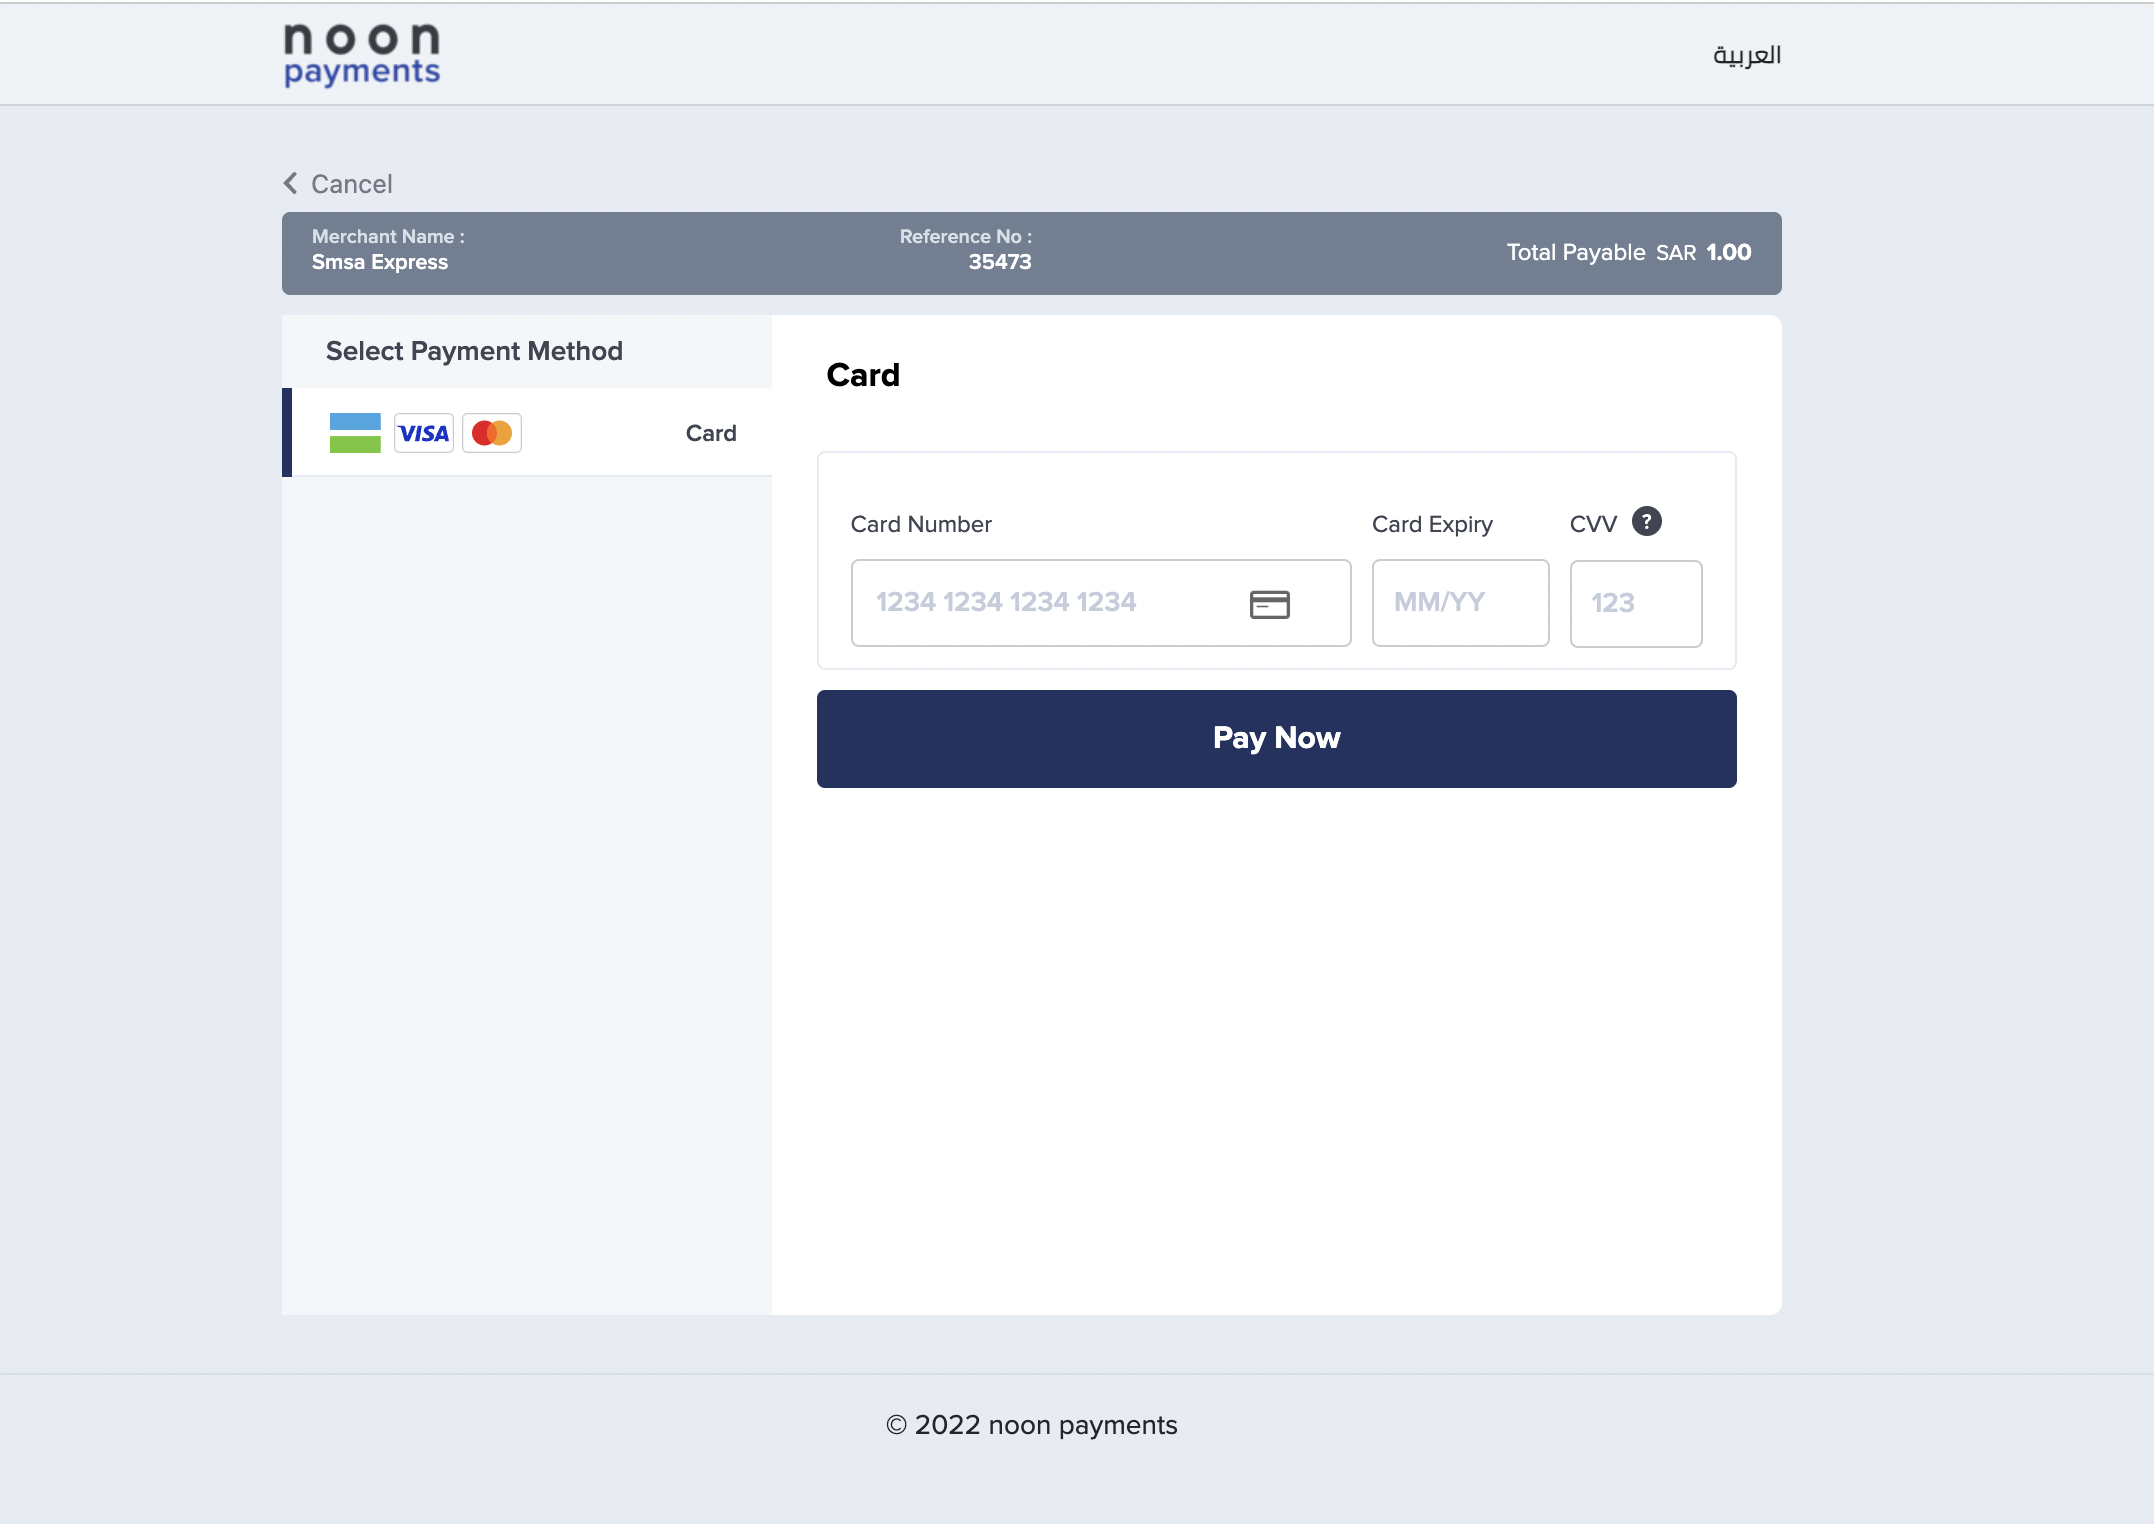 noon
payments
العربية
Cancel
Merchant Name :
Smsa Express
Reference No :
35473
Total Payable SAR 1.00
Select Payment Method
VISA
Card
Card
Card Number
Card Expiry
CVV ?
1234 1234 1234 1234
MM/YY
123
Pay Now
© 2022 noon payments